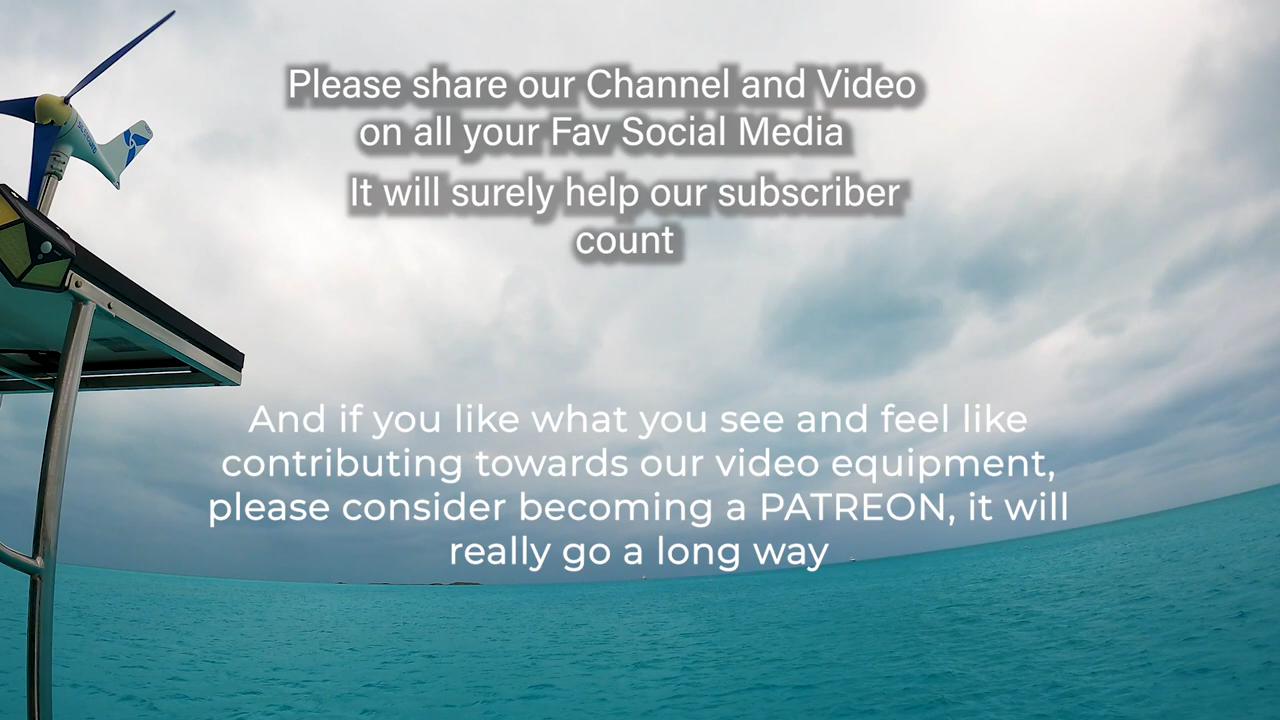 Please share our Channel and Video
on all your Fav Social Media
It will surely help our subscriber
count
And if you like what you see and feel like
contributing towards our video equipment,
please consider becoming a PATREON, it will
really go a long way